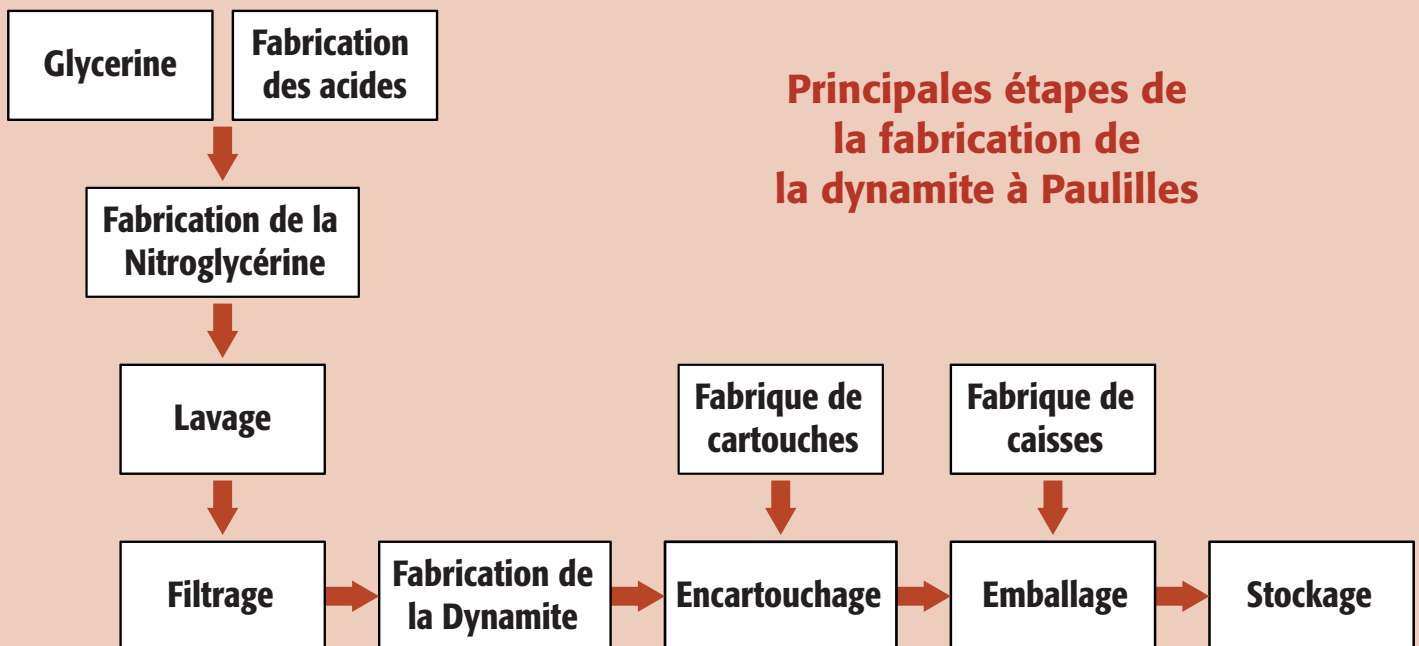 Glycerine
Fabrication
des acides
Principales étapes de
la fabrication de
la dynamite à Paulilles
Fabrication de la
Nitroglycérine
Lavage
Fabrique de
cartouches
Fabrique de
caisses
Filtrage
Fabrication de
la Dynamite
Encartouchage
Emballage
Stockage